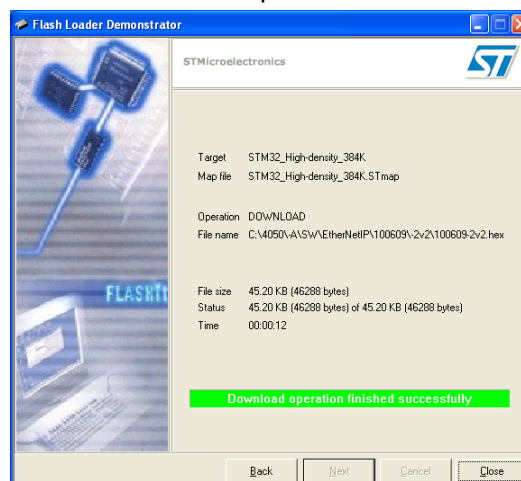 Flash Loader Demonstrator
STMicroelectronics
ST
Target STM32_High-density_384K
Map file STM32_High-density_384K.STmap
Operation DOWNLOAD
File name C:\4050\-A\SW\EtherNetIP\100609\-2v2\100609-2v2.hex
FLASHit
File size 45.20 KB (46288 bytes)
Status 45.20 KB (46288 bytes) of 45.20 KB (46288 bytes)
Time 00:00:12
Download operation finished successfully
Back Next Cancel Close